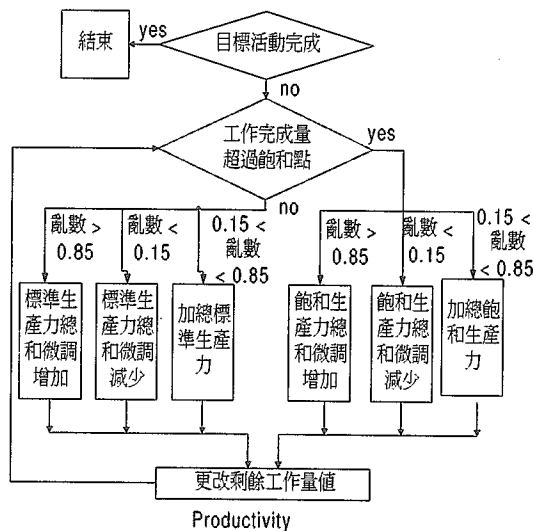 結束
yes
目標活動完成
no
工作完成量
超過飽和點
yes
no
亂數 >
0.85
亂數 <
0.15
0.15 <
亂數
< 0.85
亂數 >
0.85
亂數 <
0.15
0.15 <
亂數
< 0.85
標準生
產力總
和微調
增加
標準生
產力總
和微調
減少
加總標
準生產
力
飽和生
產力總
和微調
增加
飽和生
產力總
和微調
減少
加總飽
和生產
力
更改剩餘工作量值
Productivity